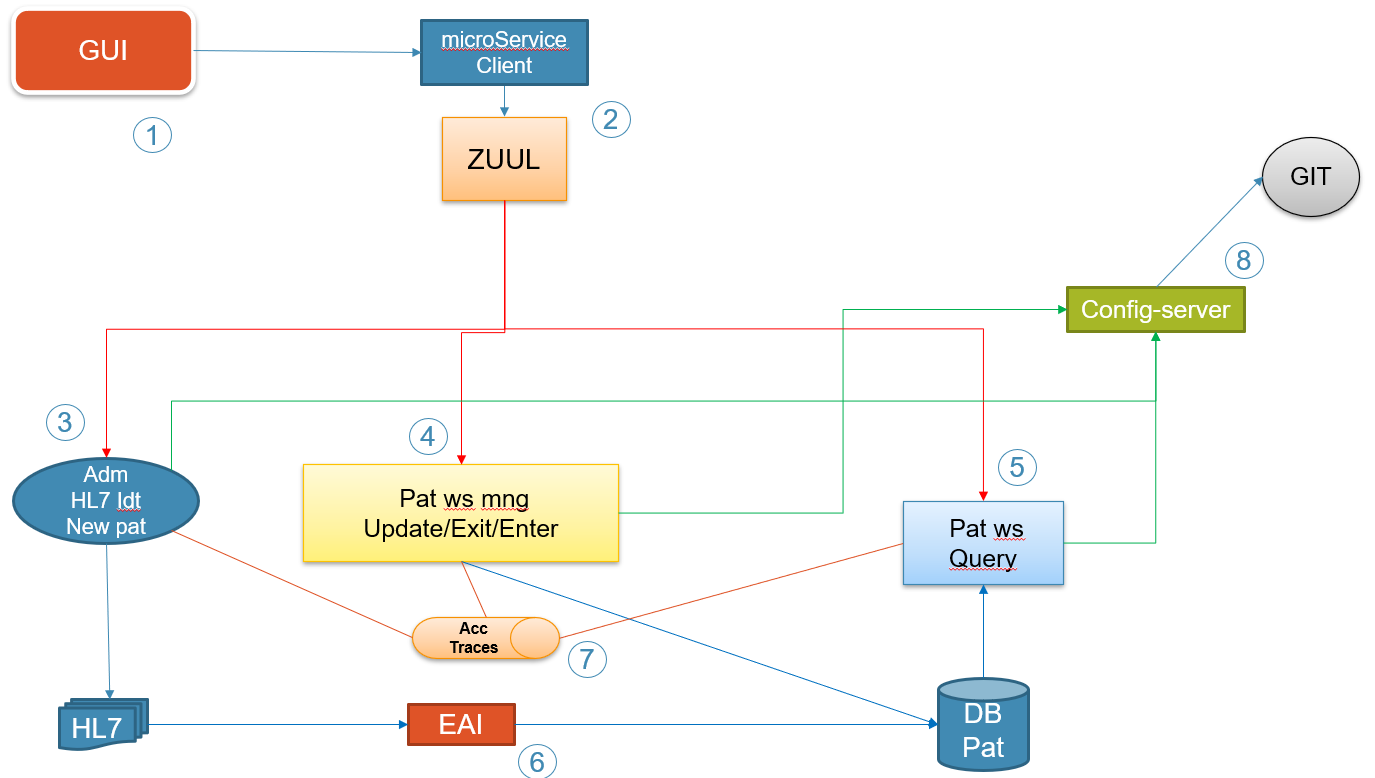 GUI
microService
Client
1
2
ZUUL
GIT
8
Config-server
3
4
5
Adm
HL7 Idt
New pat
Pat ws mng
Update/Exit/Enter
Pat ws
Query
Acc
Traces
7
HL7
EAI
6
DB
Pat